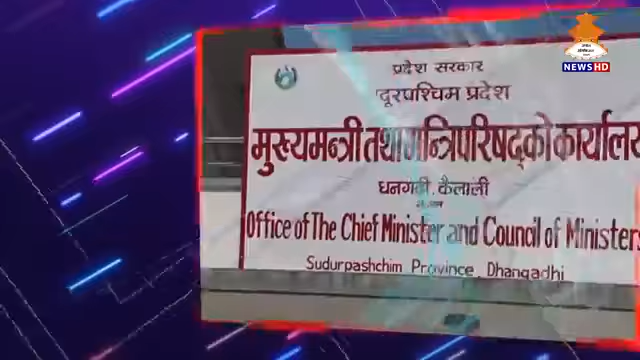 प्रदेश सरकार
दूरपश्चिम प्रदेश
मुख्यमन्त्री तथा मन्त्रिपरिषद्को कार्यालय
धनगढी, कैलाली
नेपाल
Office of The Chief Minister and Council of Ministers
Sudurpashchim Province, Dhangadhi
NEWS HD